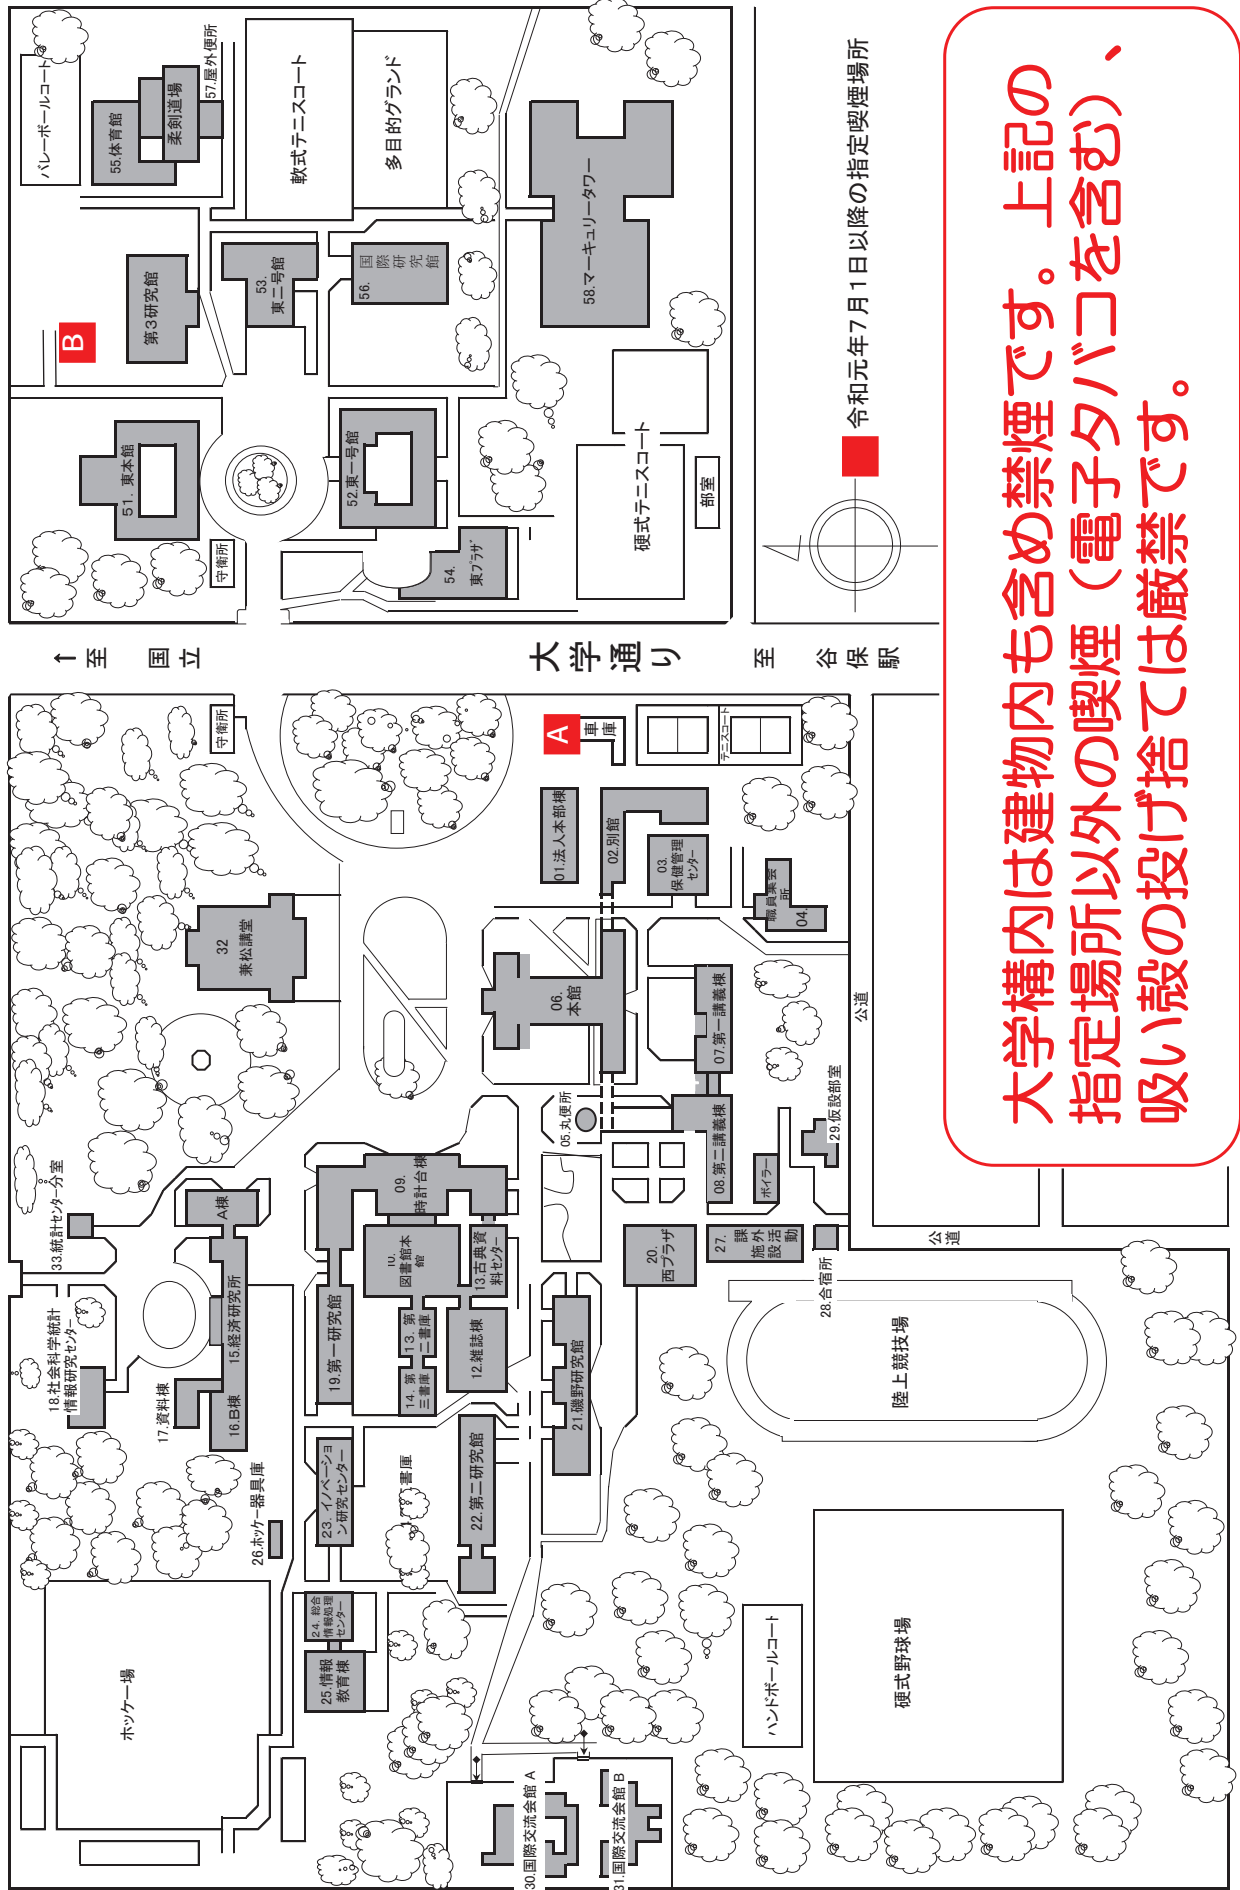 バレーボールコート
55.体育館
柔剣道場
57.屋外便所
軟式テニスコート
多目的グランド
第3研究館
53.
東二号館
56.
国際研究館
58.マーキュリータワー
B
51. 東本館
52.東一号館
54.
東プラザ
守衛所
硬式テニスコート
部室
令和元年7月1日以降の指定喫煙場所
↑至 国立
大学通り
至 谷保駅
守衛所
A
車庫
テニスコート
01.法人本部棟
02.別館
03.
保健管理
センター
職員集会所
04.
32
兼松講堂
06.
本館
07.第一講義棟
05.丸便所
08.第二講義棟
ボイラー
29.仮設部室
公道
公道
33.統計センター分室
A棟
15.経済研究所
16.B棟
17.資料棟
18.社会科学統計
情報研究センター
09.
時計台棟
図書館本館
13.古典資
料センター
13. 第
二書庫
14. 第
三書庫
12.雑誌棟
19.第一研究館
20.
西プラザ
27.
課外活動
施設
28.合宿所
21.磯野研究館
22.第二研究館
23. イノベーショ
ン研究センター
書庫
24. 総合
情報処理
センター
25.情報
教育棟
26.ホッケー器具庫
ホッケー場
陸上競技場
ハンドボールコート
硬式野球場
30.国際交流会館 A
31.国際交流会館 B
大学構内は建物内も含め禁煙です。上記の
指定場所以外の喫煙（電子タバコを含む）、
吸い殻の投げ捨ては厳禁です。